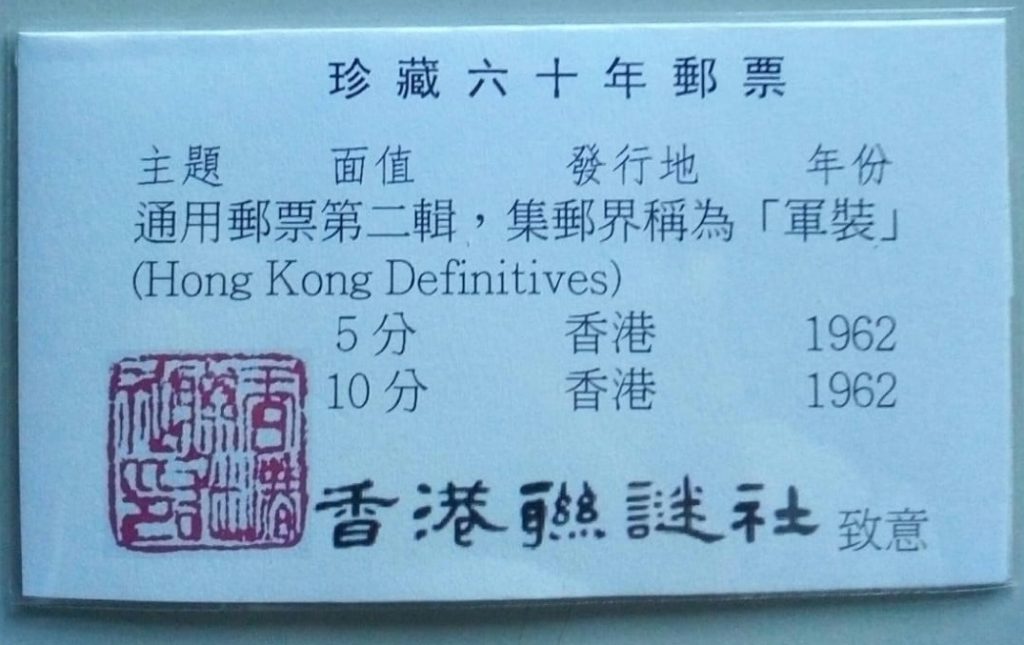 珍藏六十年郵票
主題 面值 發行地 年份
通用郵票第二輯，集郵界稱為「軍裝」
(Hong Kong Definitives)
5分 香港 1962
10分 香港 1962
香港聯謎社 致意